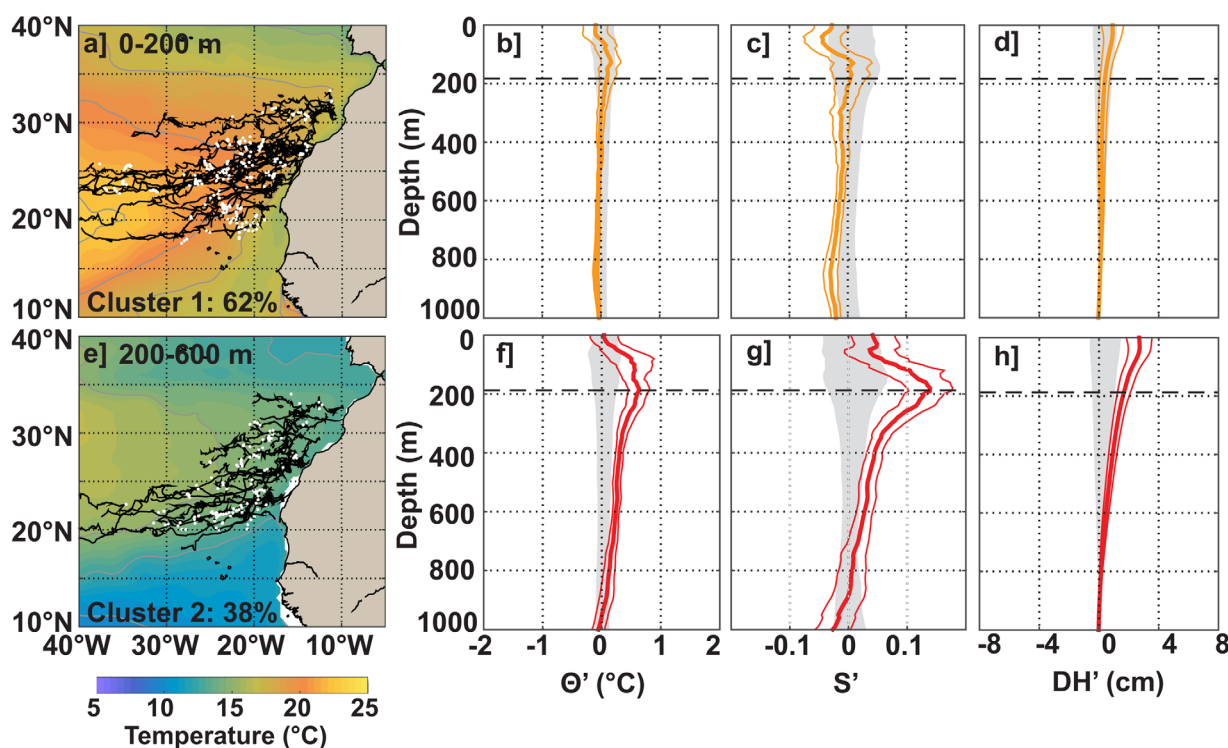 40°N a] 0-200 m
30°N
20°N
10°N Cluster 1: 62%
b]
c]
d]
0
200
400
600
800
1000
Depth (m)
40°N e] 200-600 m
30°N
20°N
10°N Cluster 2: 38%
40°W 30°W 20°W 10°W
f]
g]
h]
0
200
400
600
800
1000
Depth (m)
-2 -1 0 1 2
-0.1 0 0.1
-8 -4 0 4 8
Θ' (°C)
S'
DH' (cm)
5 10 15 20 25
Temperature (°C)